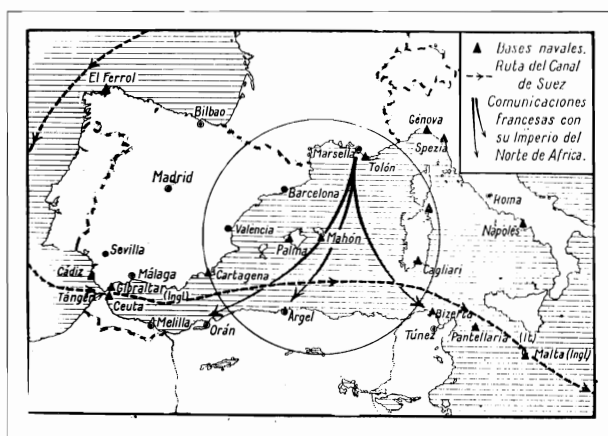 Bases navales.
Ruta del Canal
de Suez
Comunicaciones
francesas con
su Imperio del
Norte de Africa.
El Ferrol
Bilbao
Génova
Spezia
Marsella
Tolón
Madrid
Barcelona
Roma
Valencia
Palma
Mahón
Nápoles
Sevilla
Cádiz
Málaga
Cartagena
Cagliari
Gibraltar
(Ingl)
Tánger
Ceuta
Melilla
Orán
Argel
Bizerta
Túnez
Pantellaria
(It.)
Malta (Ingl)